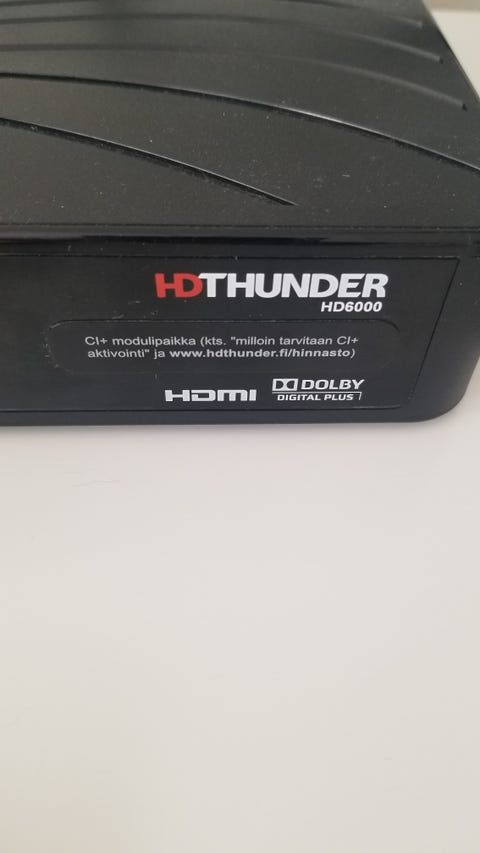 HDTHUNDER
HD6000
CI+ modulipaikka (kts. "milloin tarvitaan CI+
aktivointi" ja www.hdthunder.fi/hinnasto)
HDMI DOLBY
DIGITAL PLUS